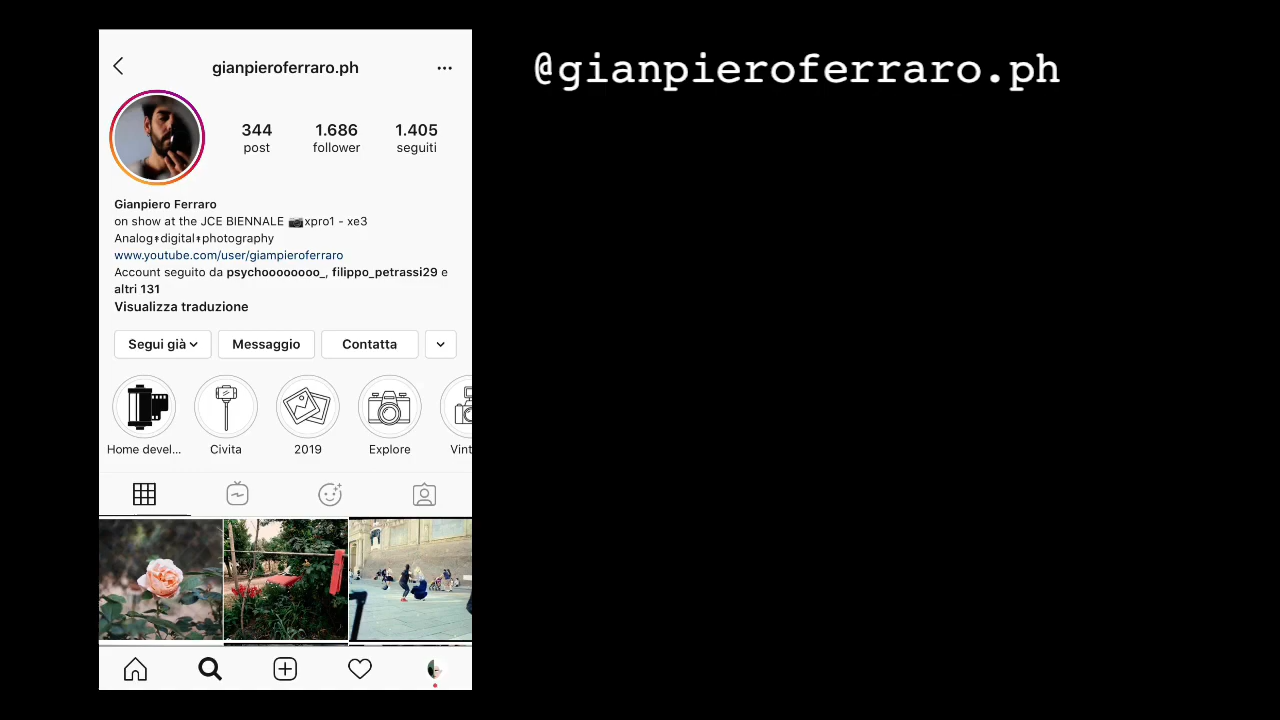 gianpieroferraro.ph
@gianpieroferraro.ph
344 1.686 1.405
post follower seguiti
Gianpiero Ferraro
on show at the JCE BIENNALE 📷xpro1 - xe3
Analog↟digital↟photography
www.youtube.com/user/giampieroferraro
Account seguito da psychoooooooo_, filippo_petrassi29 e
altri 131
Visualizza traduzione
Segui già Messaggio Contatta
Home devel... Civita 2019 Explore Vint